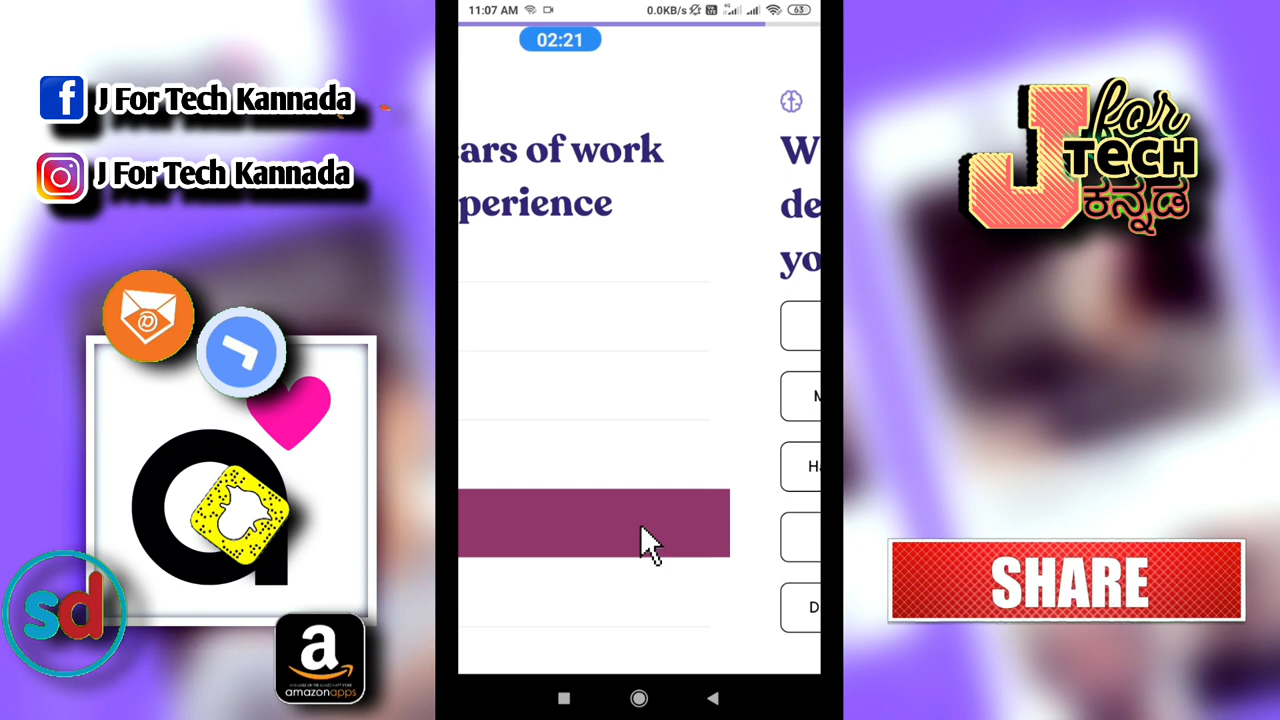 J For Tech Kannada
J For Tech Kannada
sd
a
amazonapps
11:07 AM
0.0KB/s
63
02:21
ars of work
perience
W
de
yo
D
J for
TECH
ಕನ್ನಡ
SHARE